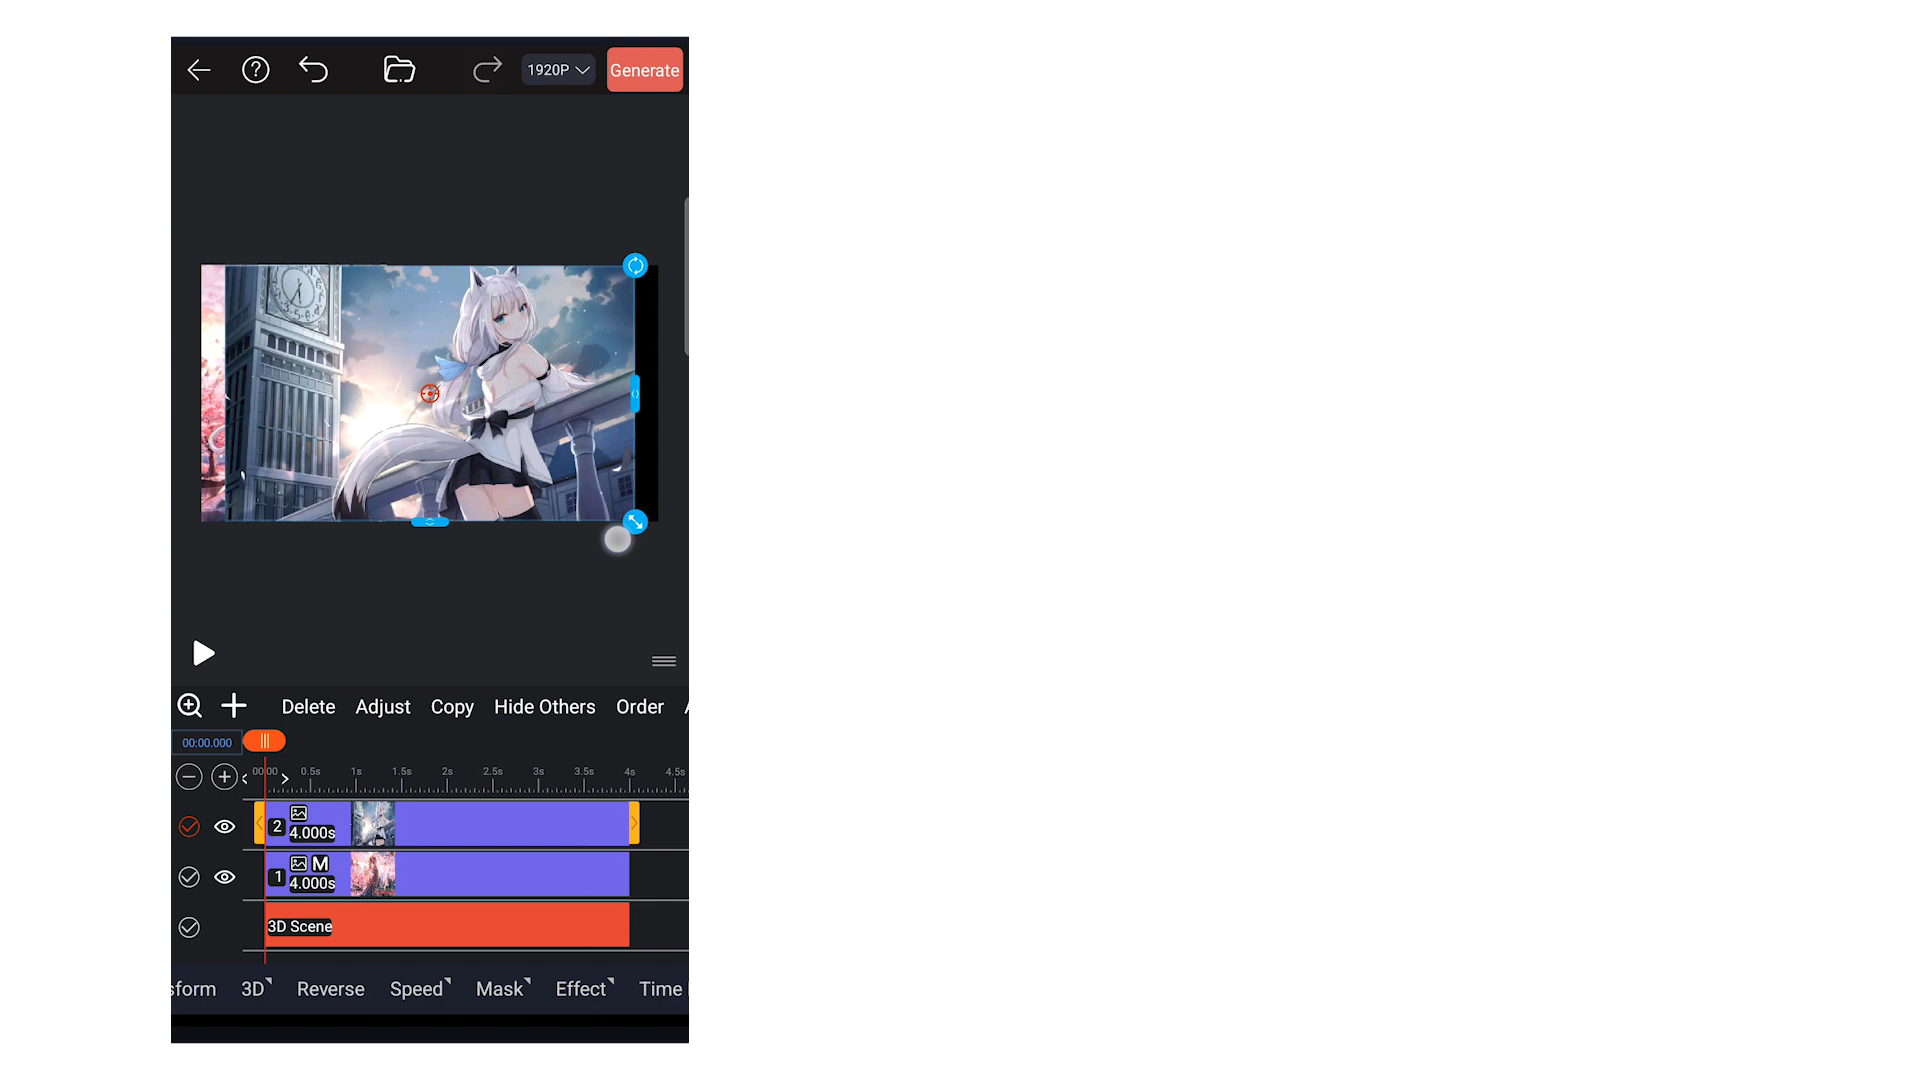 1920P
Generate
Delete Adjust Copy Hide Others Order
00:00.000
00:00 0.5s 1s 1.5s 2s 2.5s 3s 3.5s 4s 4.5s
2
4.000s
M
1
4.000s
3D Scene
sform 3D Reverse Speed Mask Effect Time